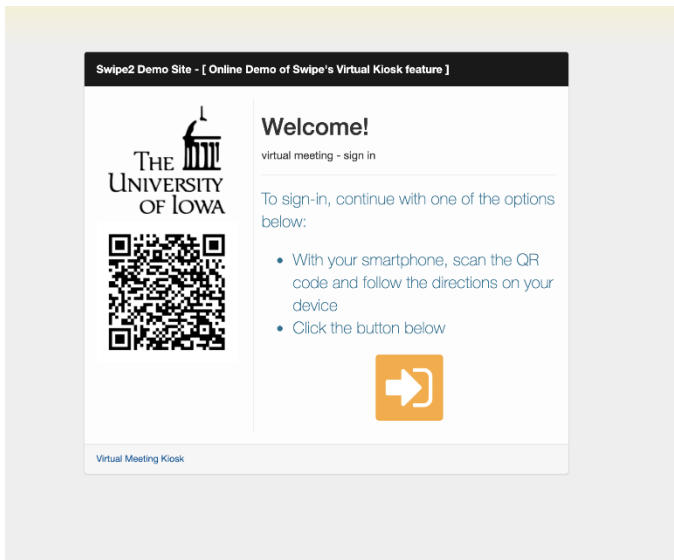 Swipe2 Demo Site - [ Online Demo of Swipe's Virtual Kiosk feature ]
THE
UNIVERSITY
OF IOWA
Welcome!
virtual meeting - sign in
To sign-in, continue with one of the options
below:
• With your smartphone, scan the QR
code and follow the directions on your
device
• Click the button below
Virtual Meeting Kiosk